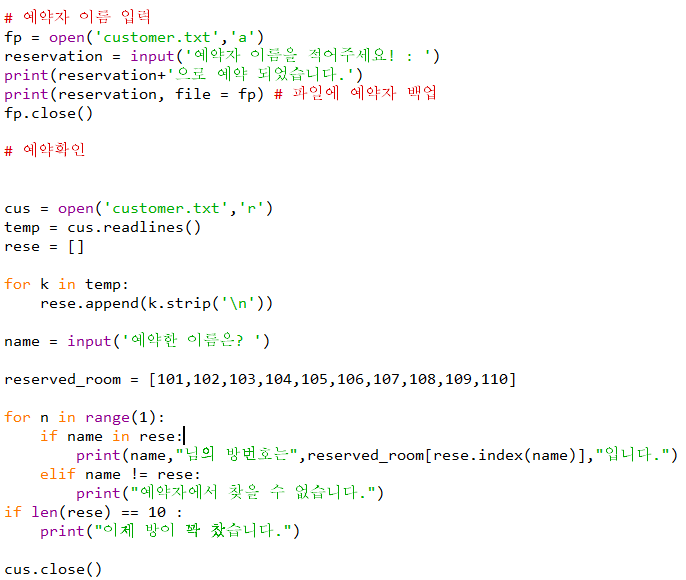 # 예약자 이름 입력
fp = open('customer.txt','a')
reservation = input('예약자 이름을 적어주세요! : ')
print(reservation+'으로 예약 되었습니다.')
print(reservation, file = fp) # 파일에 예약자 백업
fp.close()
# 예약확인
cus = open('customer.txt','r')
temp = cus.readlines()
rese = []
for k in temp:
    rese.append(k.strip('\n'))
name = input('예약한 이름은? ')
reserved_room = [101,102,103,104,105,106,107,108,109,110]
for n in range(1):
    if name in rese:
        print(name,"님의 방번호는",reserved_room[rese.index(name)],"입니다.")
    elif name != rese:
        print("예약자에서 찾을 수 없습니다.")
if len(rese) == 10 :
    print("이제 방이 꽉 찼습니다.")
cus.close()